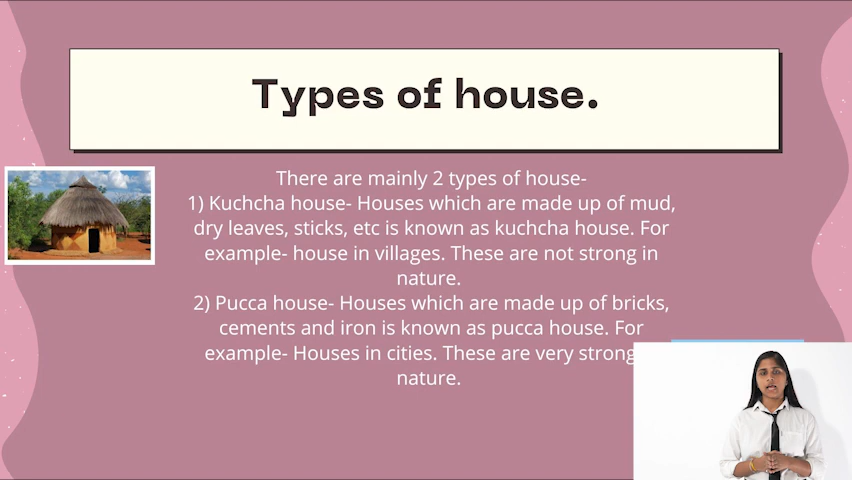 Types of house.
There are mainly 2 types of house-
1) Kuchcha house- Houses which are made up of mud,
dry leaves, sticks, etc is known as kuchcha house. For
example- house in villages. These are not strong in
nature.
2) Pucca house- Houses which are made up of bricks,
cements and iron is known as pucca house. For
example- Houses in cities. These are very strong
nature.